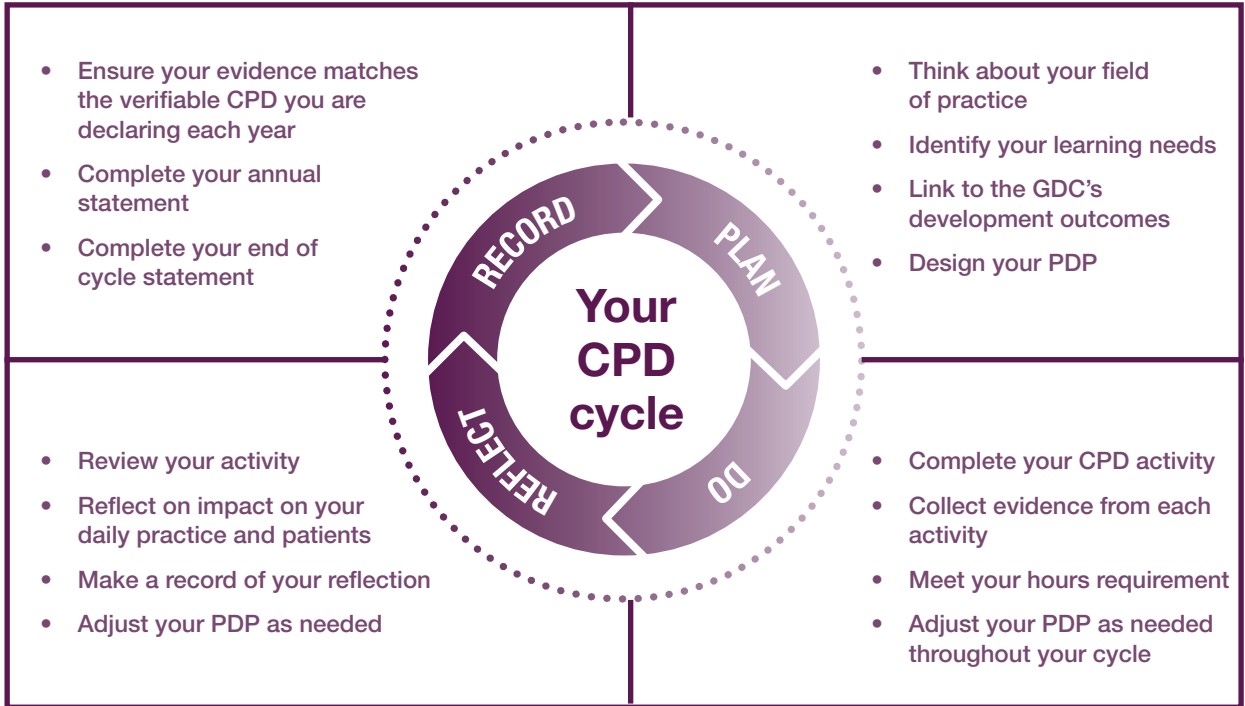 • Ensure your evidence matches
the verifiable CPD you are
declaring each year
• Complete your annual
statement
• Complete your end of
cycle statement
• Think about your field
of practice
• Identify your learning needs
• Link to the GDC's
development outcomes
• Design your PDP
RECORD
PLAN
Your
CPD
cycle
REFLECT
DO
• Review your activity
• Reflect on impact on your
daily practice and patients
• Make a record of your reflection
• Adjust your PDP as needed
• Complete your CPD activity
• Collect evidence from each
activity
• Meet your hours requirement
• Adjust your PDP as needed
throughout your cycle